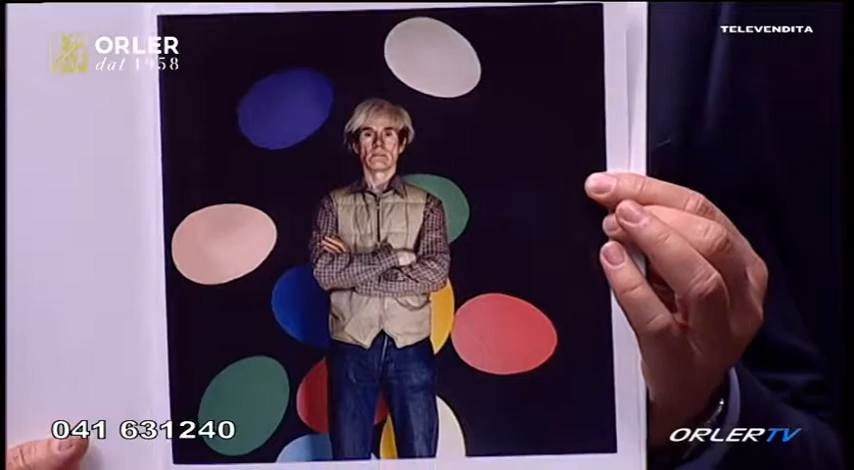 ORLER
dal 1958
TELEVENDITA
041 631240
ORLERTV